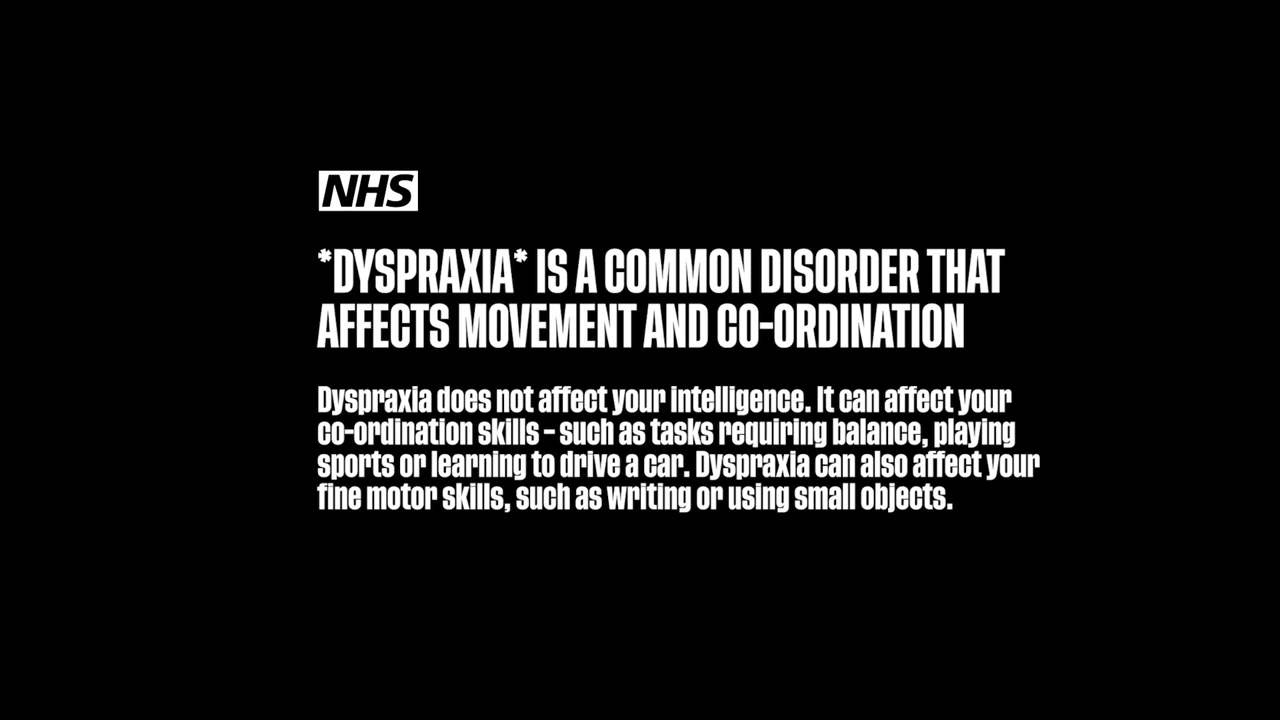 NHS
*DYSPRAXIA* IS A COMMON DISORDER THAT
AFFECTS MOVEMENT AND CO-ORDINATION
Dyspraxia does not affect your intelligence. It can affect your
co-ordination skills – such as tasks requiring balance, playing
sports or learning to drive a car. Dyspraxia can also affect your
fine motor skills, such as writing or using small objects.